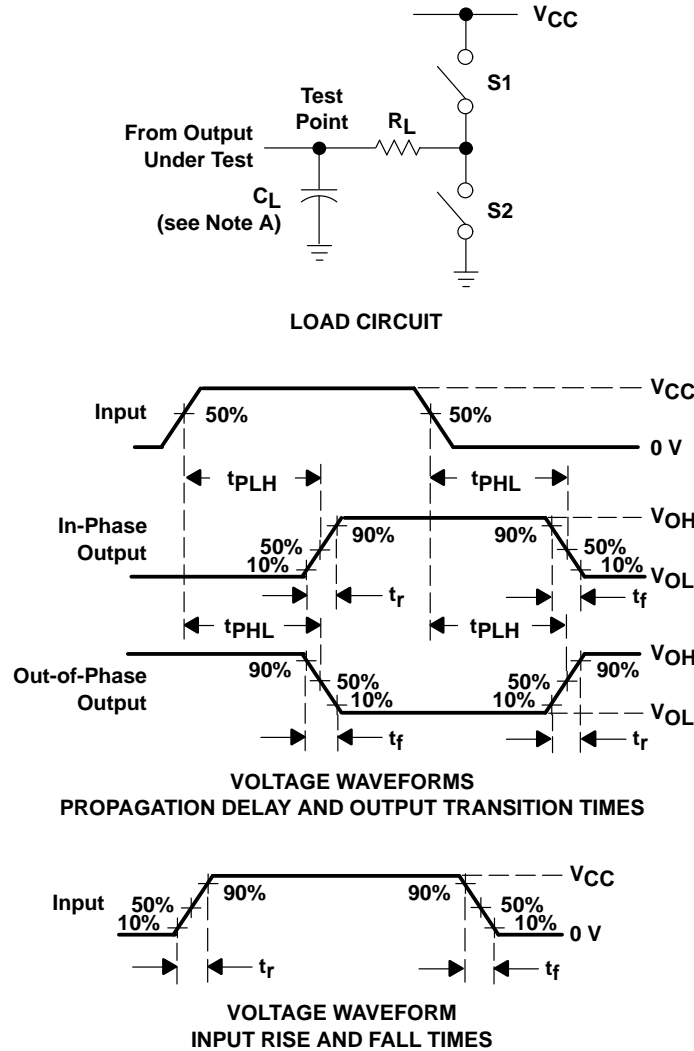 VCC
S1
Test
Point
RL
From Output
Under Test
CL
(see Note A)
S2
LOAD CIRCUIT
VCC
Input
50%
50%
0 V
tPLH
tPHL
In-Phase
Output
VOH
90%
90%
50%
50%
10%
10%
VOL
tr
tf
tPHL
tPLH
Out-of-Phase
Output
VOH
90%
90%
50%
50%
10%
10%
VOL
tf
tr
VOLTAGE WAVEFORMS
PROPAGATION DELAY AND OUTPUT TRANSITION TIMES
VCC
Input
90%
90%
50%
50%
10%
10%
0 V
tr
tf
VOLTAGE WAVEFORM
INPUT RISE AND FALL TIMES